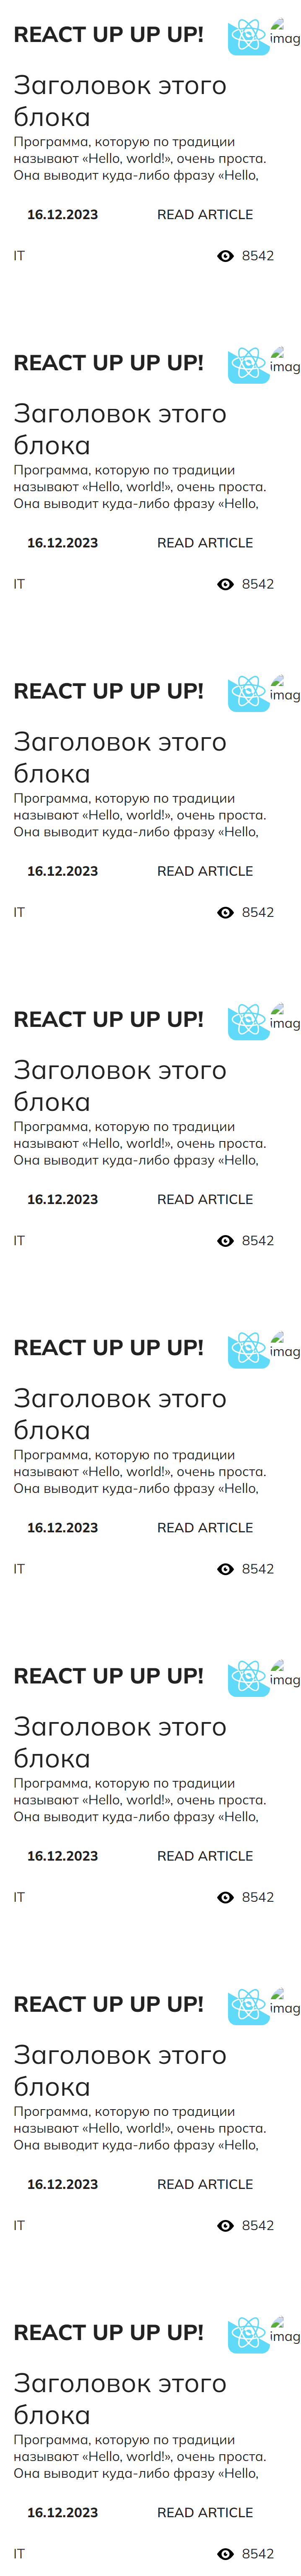 REACT UP UP UP!
imag
Заголовок этого
блока
Программа, которую по традиции
называют «Hello, world!», очень проста.
Она выводит куда-либо фразу «Hello,
16.12.2023 READ ARTICLE
IT 8542
REACT UP UP UP!
imag
Заголовок этого
блока
Программа, которую по традиции
называют «Hello, world!», очень проста.
Она выводит куда-либо фразу «Hello,
16.12.2023 READ ARTICLE
IT 8542
REACT UP UP UP!
imag
Заголовок этого
блока
Программа, которую по традиции
называют «Hello, world!», очень проста.
Она выводит куда-либо фразу «Hello,
16.12.2023 READ ARTICLE
IT 8542
REACT UP UP UP!
imag
Заголовок этого
блока
Программа, которую по традиции
называют «Hello, world!», очень проста.
Она выводит куда-либо фразу «Hello,
16.12.2023 READ ARTICLE
IT 8542
REACT UP UP UP!
imag
Заголовок этого
блока
Программа, которую по традиции
называют «Hello, world!», очень проста.
Она выводит куда-либо фразу «Hello,
16.12.2023 READ ARTICLE
IT 8542
REACT UP UP UP!
imag
Заголовок этого
блока
Программа, которую по традиции
называют «Hello, world!», очень проста.
Она выводит куда-либо фразу «Hello,
16.12.2023 READ ARTICLE
IT 8542
REACT UP UP UP!
imag
Заголовок этого
блока
Программа, которую по традиции
называют «Hello, world!», очень проста.
Она выводит куда-либо фразу «Hello,
16.12.2023 READ ARTICLE
IT 8542
REACT UP UP UP!
imag
Заголовок этого
блока
Программа, которую по традиции
называют «Hello, world!», очень проста.
Она выводит куда-либо фразу «Hello,
16.12.2023 READ ARTICLE
IT 8542